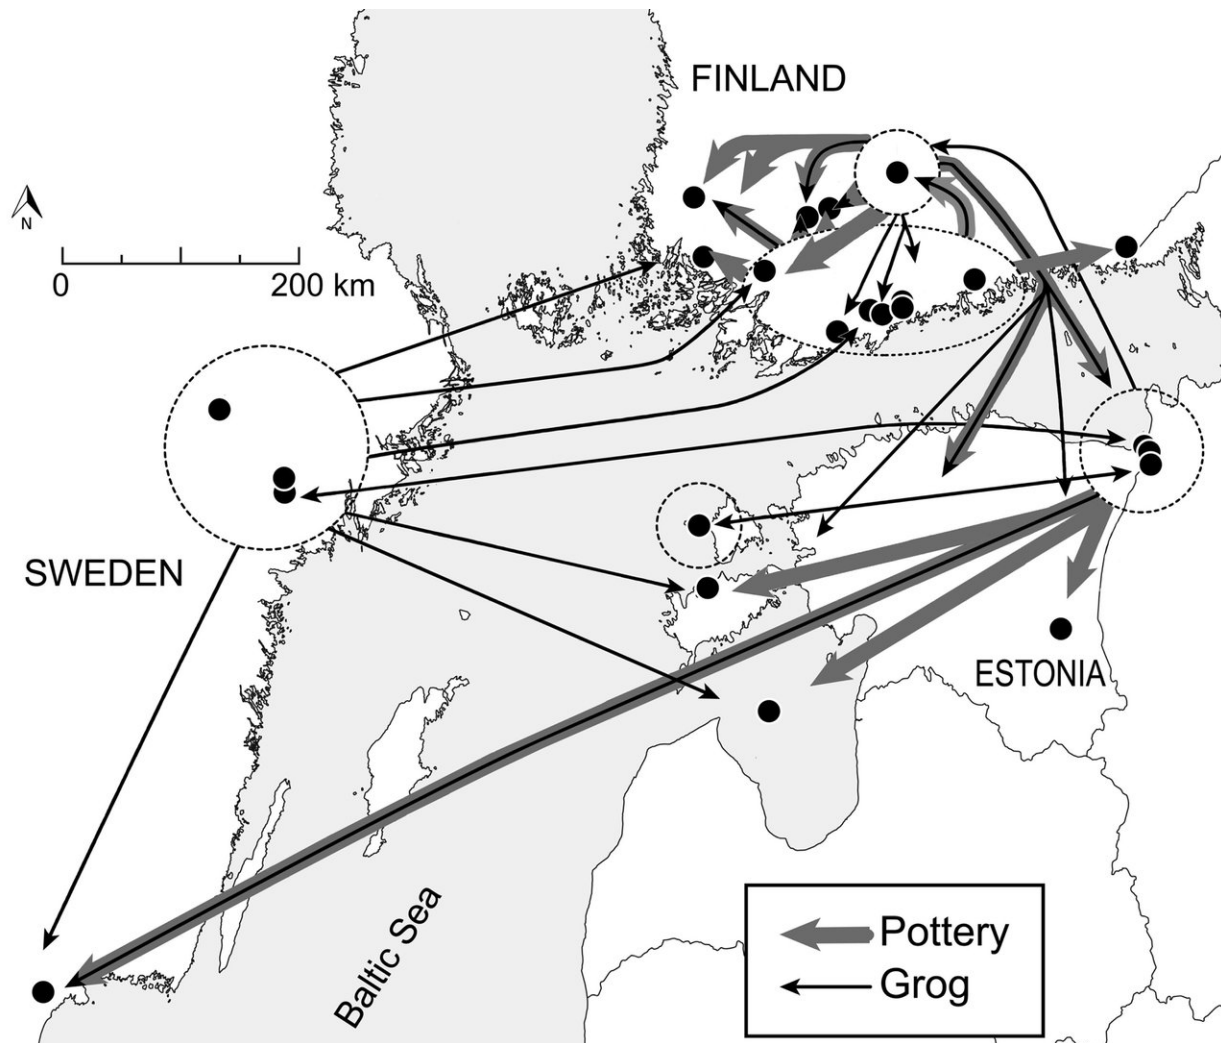 FINLAND
N
0 200 km
SWEDEN
ESTONIA
Baltic Sea
Pottery
Grog